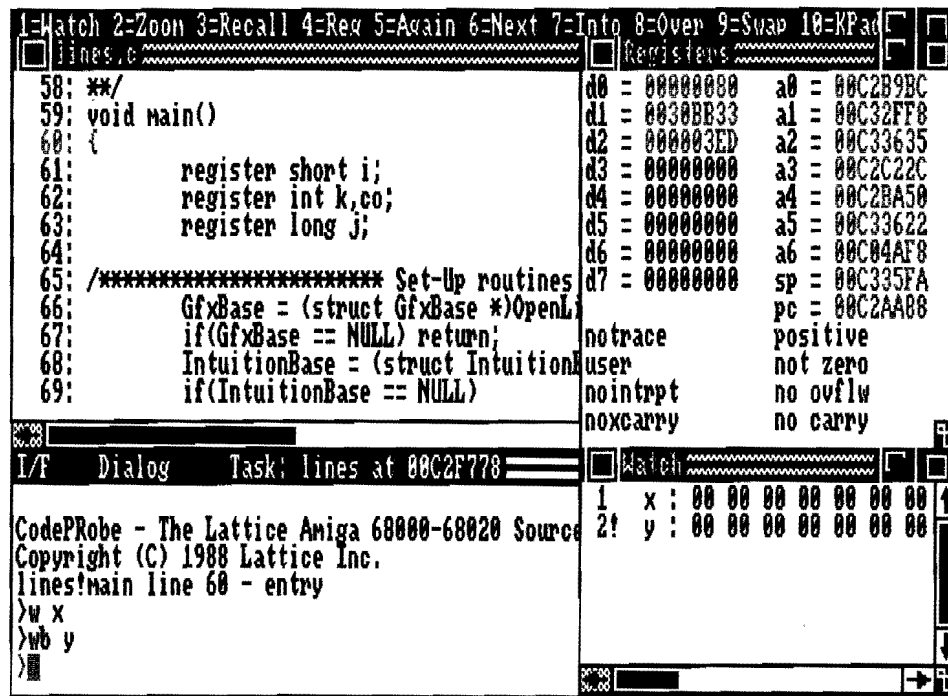 1=Watch 2=Zoom 3=Recall 4=Reg 5=Again 6=Next 7=Into 8=Over 9=Swap 10=KPad
lines.c
58: **/
59: void main()
60: {
61: register short i;
62: register int k,co;
63: register long j;
64:
65: /************************ Set-Up routines
66: GfxBase = (struct GfxBase *)OpenLi
67: if(GfxBase == NULL) return;
68: IntuitionBase = (struct IntuitionB
69: if(IntuitionBase == NULL)
Registers
d0 = 00000080 a0 = 00C2B9BC
d1 = 0030BB33 a1 = 00C32FF8
d2 = 000003ED a2 = 00C33635
d3 = 00000000 a3 = 00C2C22C
d4 = 00000000 a4 = 00C2BA50
d5 = 00000000 a5 = 00C33622
d6 = 00000000 a6 = 00C04AF8
d7 = 00000000 sp = 00C335FA
pc = 00C2AA88
notrace positive
user not zero
nointrpt no ovflw
noxcarry no carry
I/F Dialog Task: lines at 00C2F778
CodePRobe - The Lattice Amiga 68000-68020 Source
Copyright (C) 1988 Lattice Inc.
lines!main line 60 - entry
>w x
>wb y
>
Watch
1 x : 00 00 00 00 00 00 00
2! y : 00 00 00 00 00 00 00